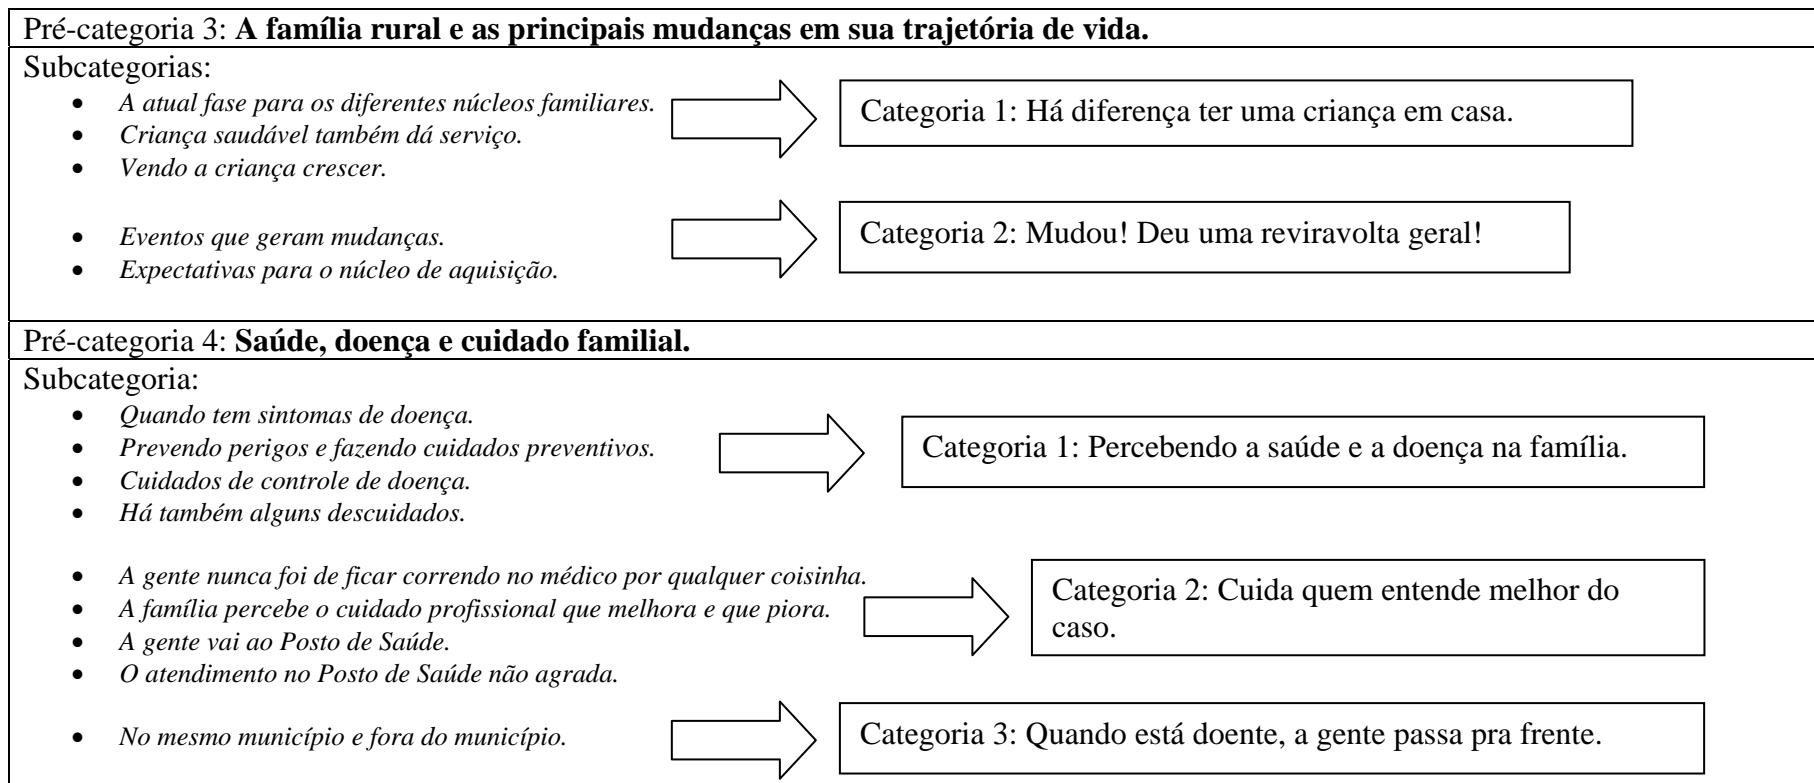 Pré-categoria 3: A família rural e as principais mudanças em sua trajetória de vida.
Subcategorias:
• A atual fase para os diferentes núcleos familiares.
• Criança saudável também dá serviço.
• Vendo a criança crescer.
Categoria 1: Há diferença ter uma criança em casa.
• Eventos que geram mudanças.
• Expectativas para o núcleo de aquisição.
Categoria 2: Mudou! Deu uma reviravolta geral!
Pré-categoria 4: Saúde, doença e cuidado familial.
Subcategoria:
• Quando tem sintomas de doença.
• Prevendo perigos e fazendo cuidados preventivos.
• Cuidados de controle de doença.
• Há também alguns descuidados.
Categoria 1: Percebendo a saúde e a doença na família.
• A gente nunca foi de ficar correndo no médico por qualquer coisinha.
• A família percebe o cuidado profissional que melhora e que piora.
• A gente vai ao Posto de Saúde.
• O atendimento no Posto de Saúde não agrada.
Categoria 2: Cuida quem entende melhor do
caso.
• No mesmo município e fora do município.
Categoria 3: Quando está doente, a gente passa pra frente.